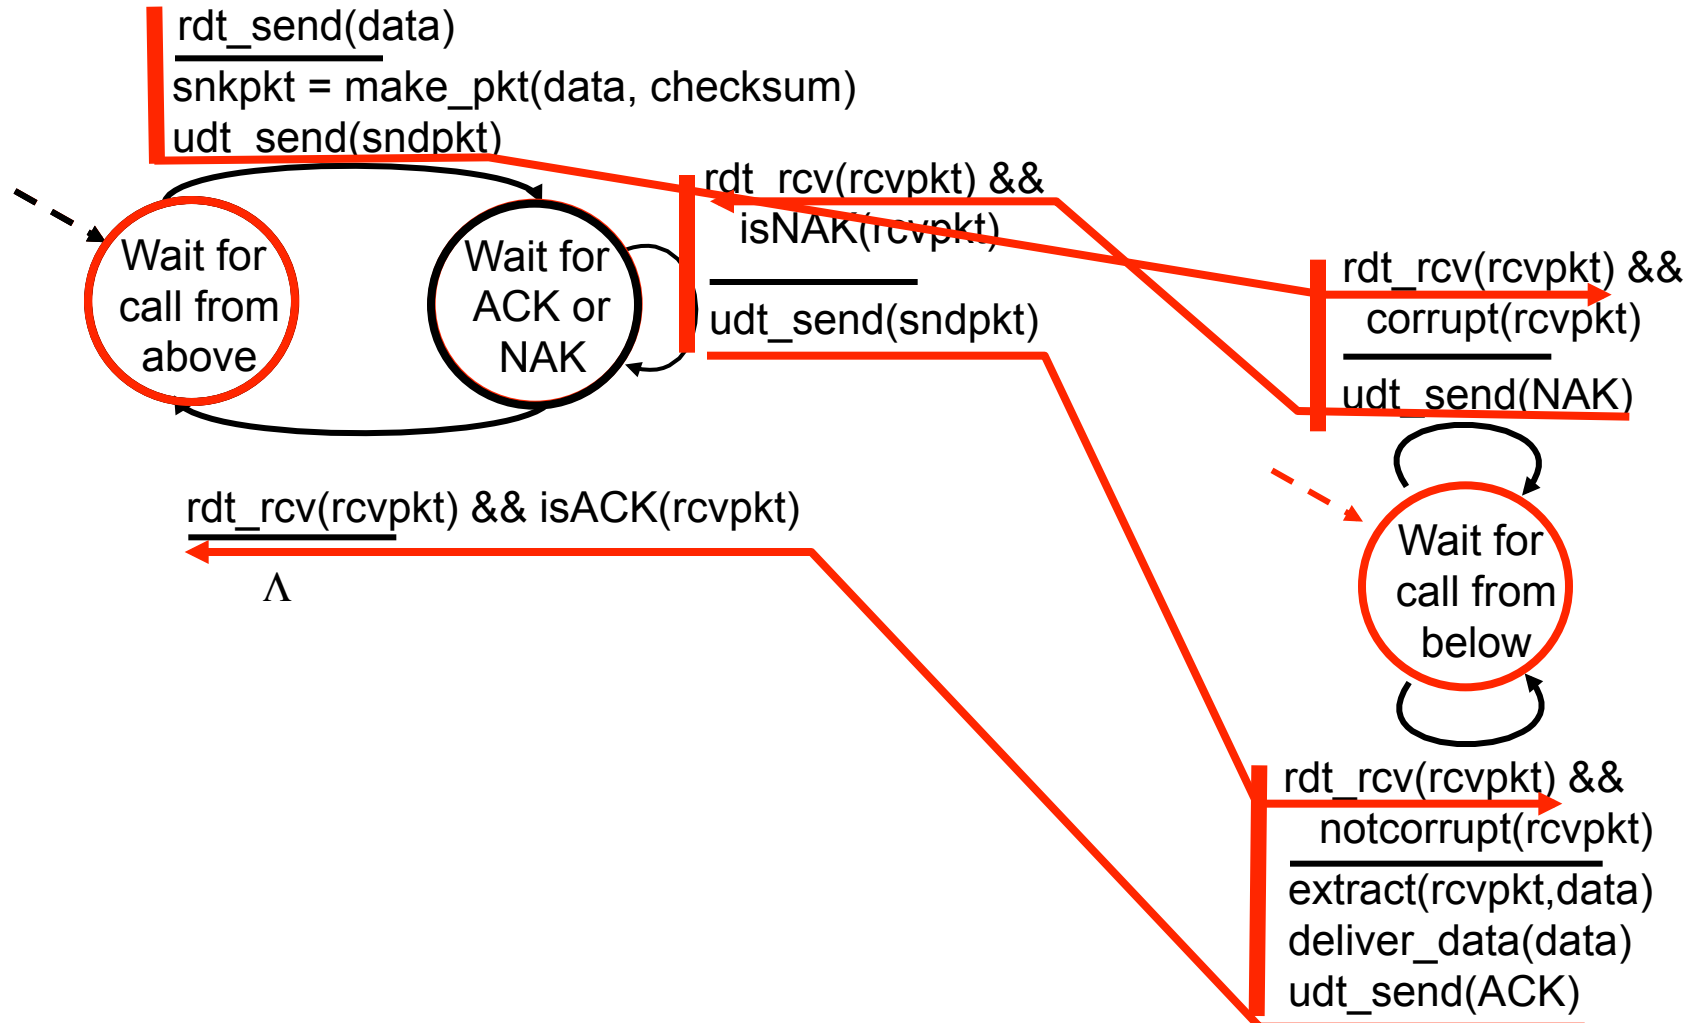 rdt_send(data)
snkpkt = make_pkt(data, checksum)
udt_send(sndpkt)
Wait for
call from
above
Wait for
ACK or
NAK
rdt_rcv(rcvpkt) &&
isNAK(rcvpkt)
udt_send(sndpkt)
rdt_rcv(rcvpkt) && isACK(rcvpkt)
Λ
rdt_rcv(rcvpkt) &&
corrupt(rcvpkt)
udt_send(NAK)
Wait for
call from
below
rdt_rcv(rcvpkt) &&
notcorrupt(rcvpkt)
extract(rcvpkt,data)
deliver_data(data)
udt_send(ACK)